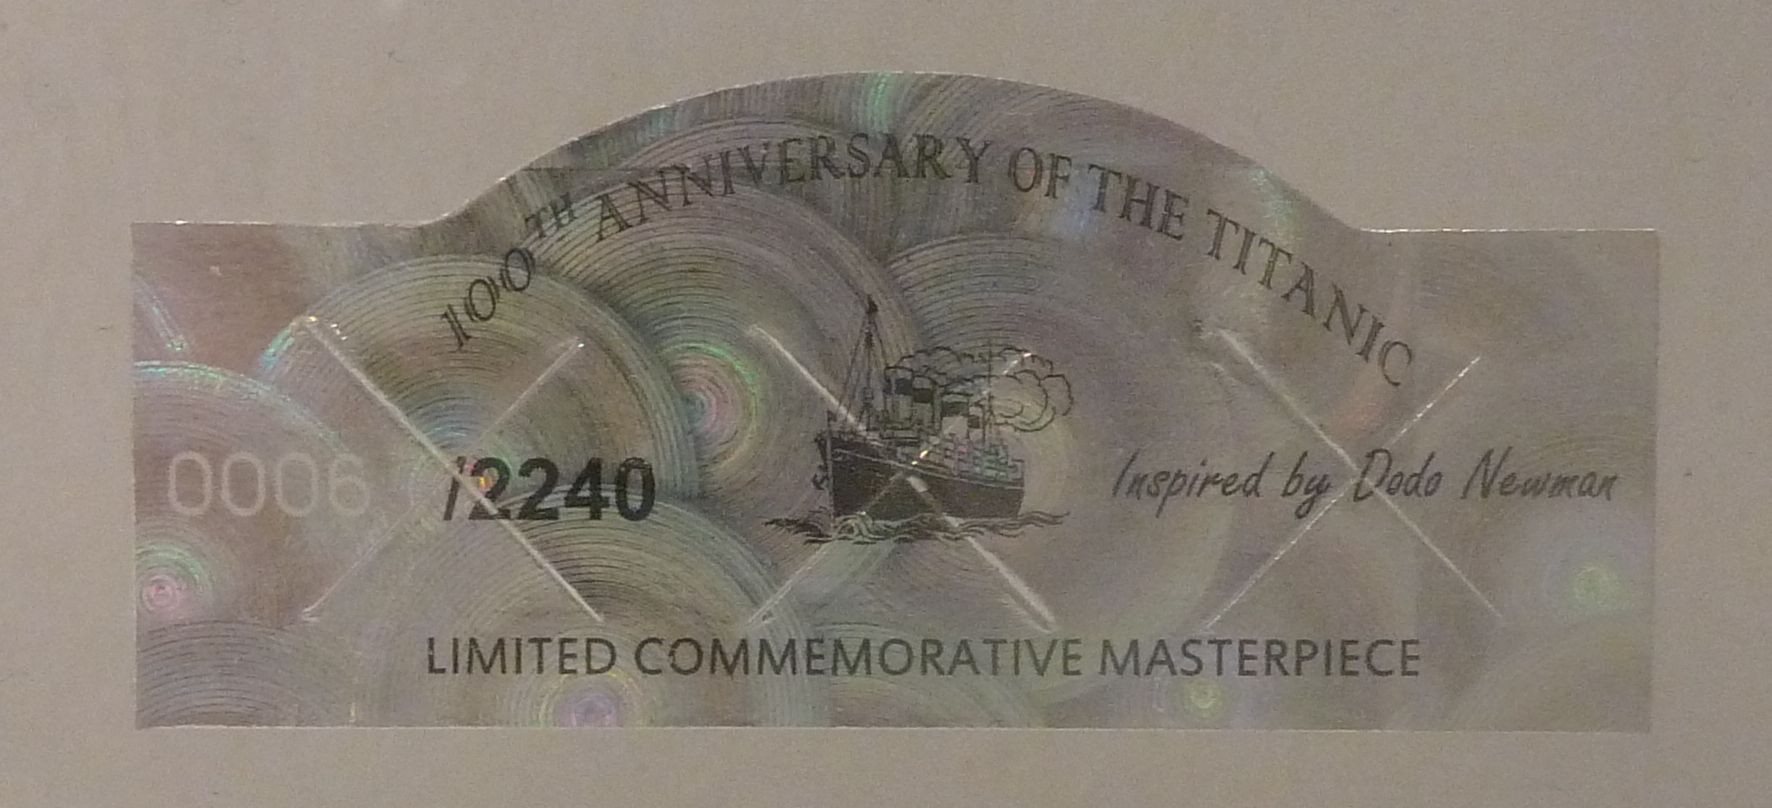 100TH ANNIVERSARY OF THE TITANIC
0006 /2240
Inspired by Dodo Newman
LIMITED COMMEMORATIVE MASTERPIECE